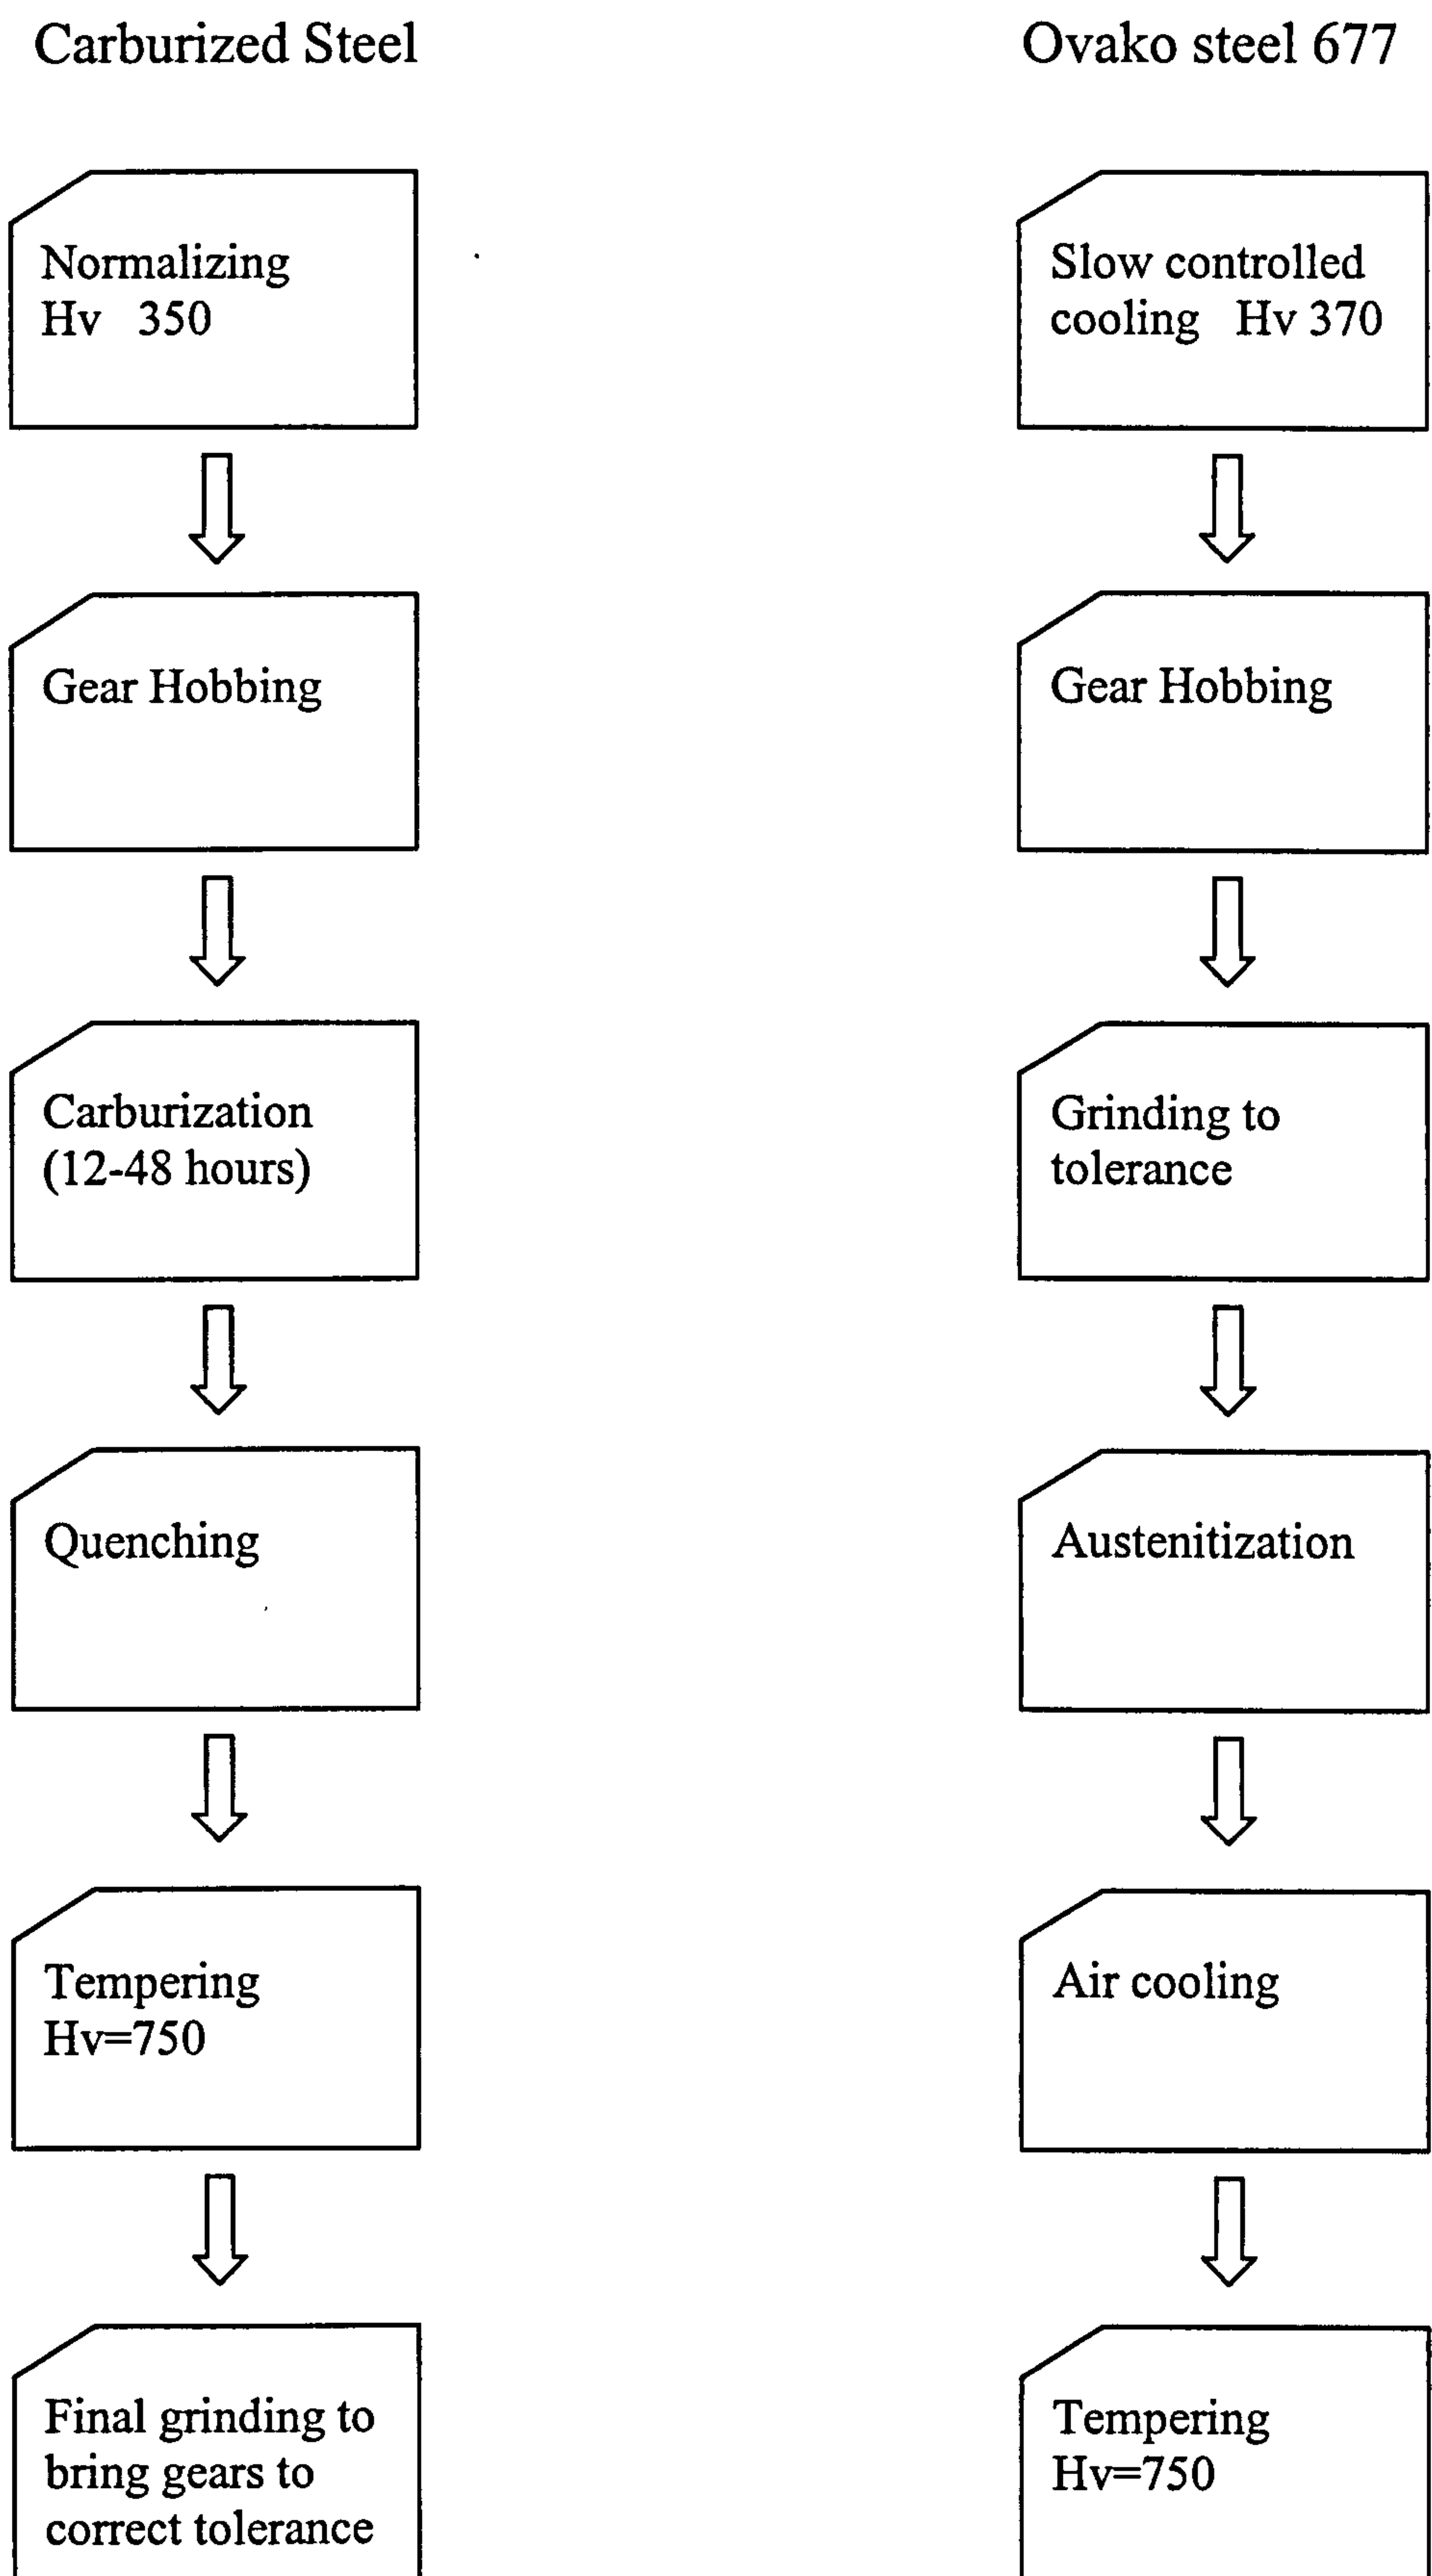 Carburized Steel
Ovako steel 677
Normalizing
Hv 350
Slow controlled
cooling Hv 370
Gear Hobbing
Gear Hobbing
Carburization
(12-48 hours)
Grinding to
tolerance
Quenching
Austenitization
Tempering
Hv=750
Air cooling
Final grinding to
bring gears to
correct tolerance
Tempering
Hv=750